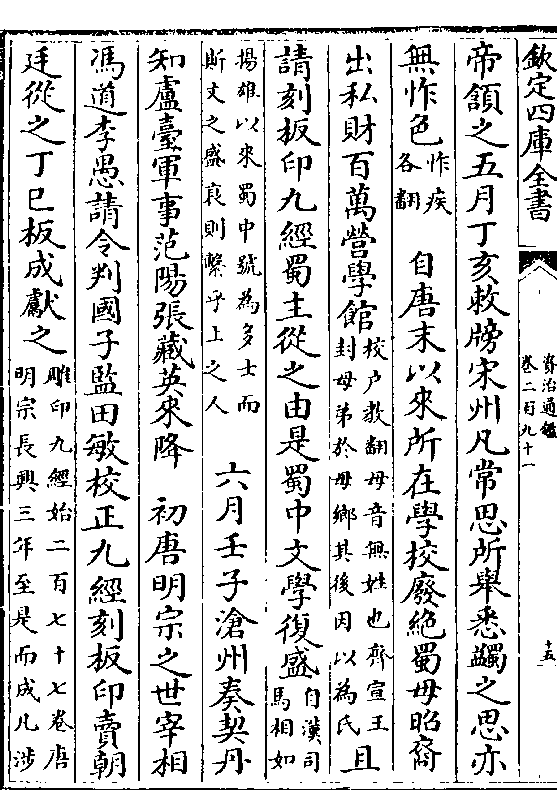 欽定四庫全書
資治通鑑
卷二百九十一
十五
帝頷之五月丁亥敕牓宋州凡常思所舉悉蠲之思亦
無怍色怍疾各翻 自唐末以來所在學校廢絶蜀毋昭裔
出私財百萬營學館校户教翻毋音無姓也齊宣王封母弟於毋鄉其後因以為氏且
請刻板印九經蜀主從之由是蜀中文學復盛自漢司馬相如
揚雄以來蜀中號為多士而斯文之盛衰則繫乎上之人 六月壬子滄州奏契丹
知盧臺軍事范陽張藏英來降 初唐明宗之世宰相
馮道李愚請令判國子監田敏校正九經刻板印賣朝
廷從之丁巳板成獻之雕印九經始二百七十七卷唐明宗長興三年至是而成凡涉